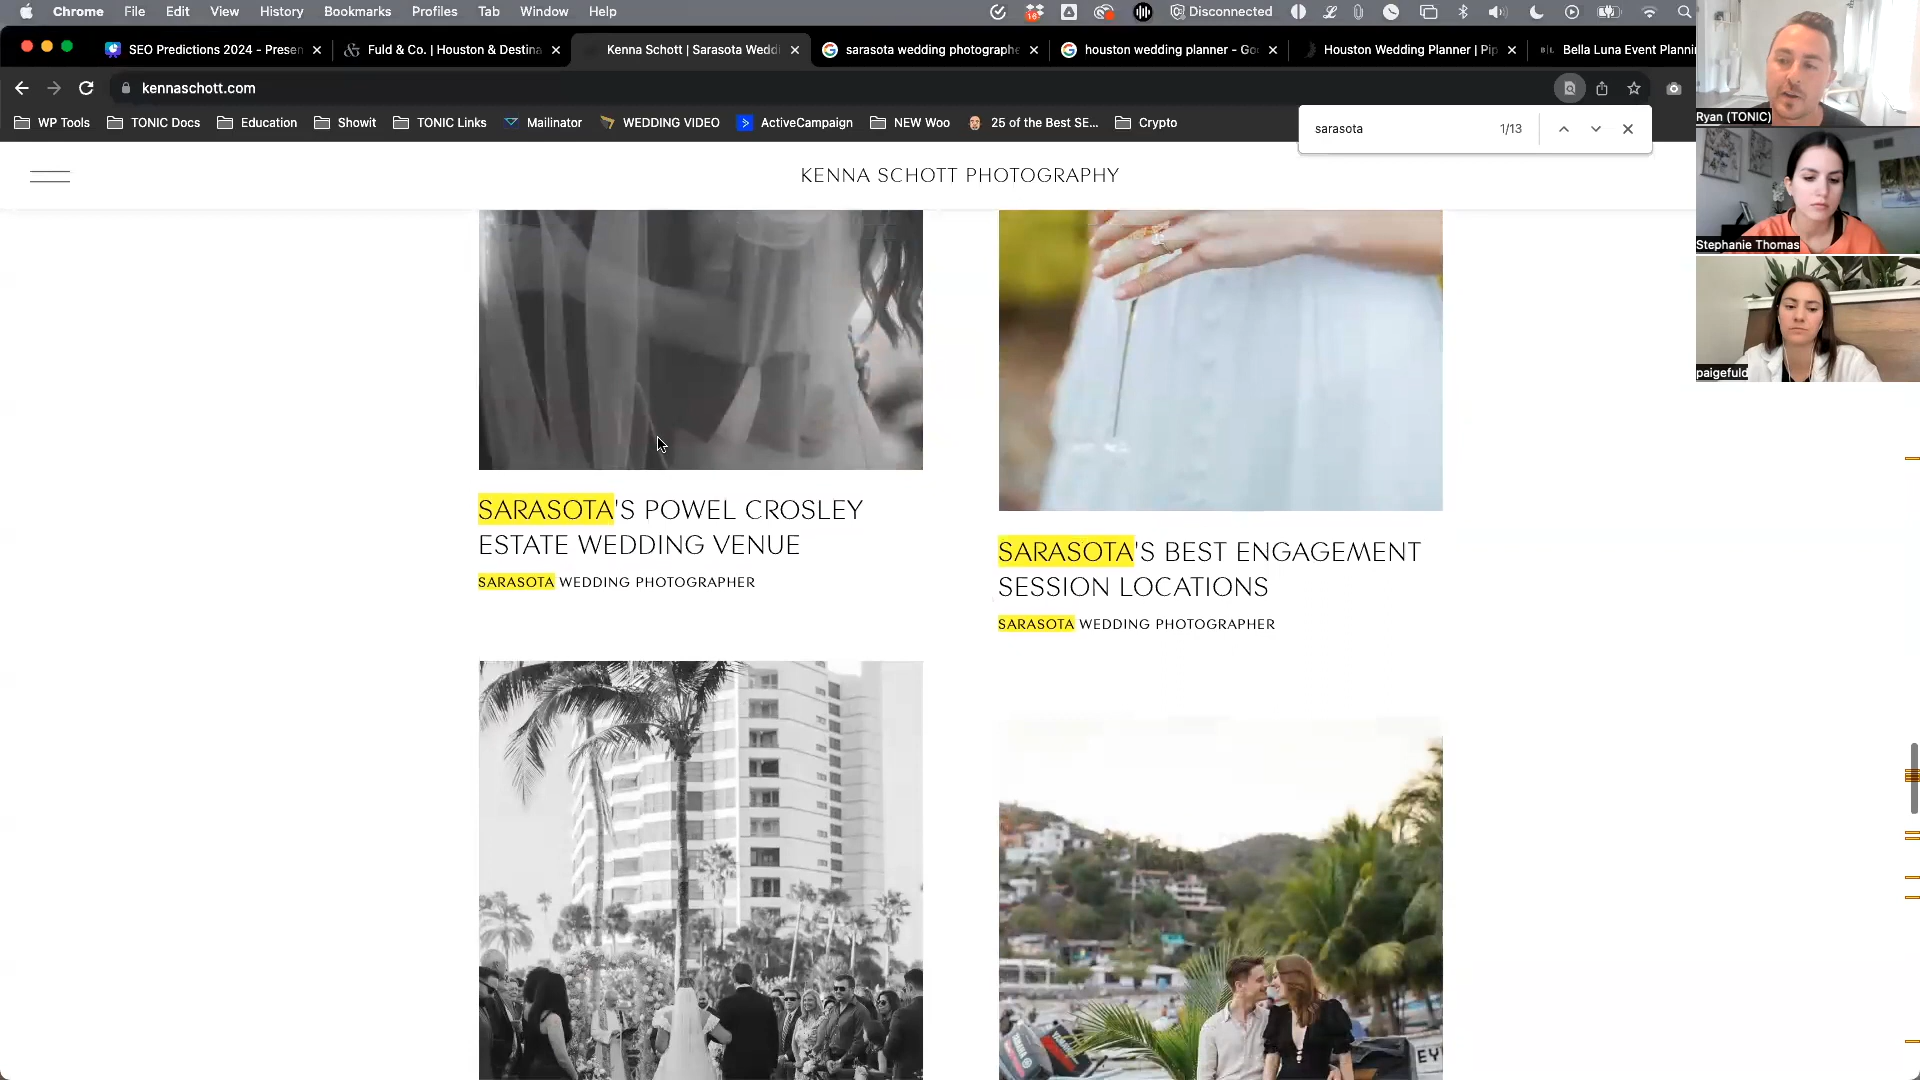 Chrome File Edit View History Bookmarks Profiles Tab Window Help
16
Disconnected
SEO Predictions 2024 - Presen
Fuld & Co. | Houston & Destina
Kenna Schott | Sarasota Weddi
sarasota wedding photographe
houston wedding planner - Go
Houston Wedding Planner | Pip
B|L Bella Luna Event Planni
kennaschott.com
WP Tools
TONIC Docs
Education
Showit
TONIC Links
Mailinator
WEDDING VIDEO
ActiveCampaign
NEW Woo
25 of the Best SE...
Crypto
sarasota 1/13
Ryan (TONIC)
Stephanie Thomas
paigefuld
KENNA SCHOTT PHOTOGRAPHY
SARASOTA'S POWEL CROSLEY
ESTATE WEDDING VENUE
SARASOTA WEDDING PHOTOGRAPHER
SARASOTA'S BEST ENGAGEMENT
SESSION LOCATIONS
SARASOTA WEDDING PHOTOGRAPHER